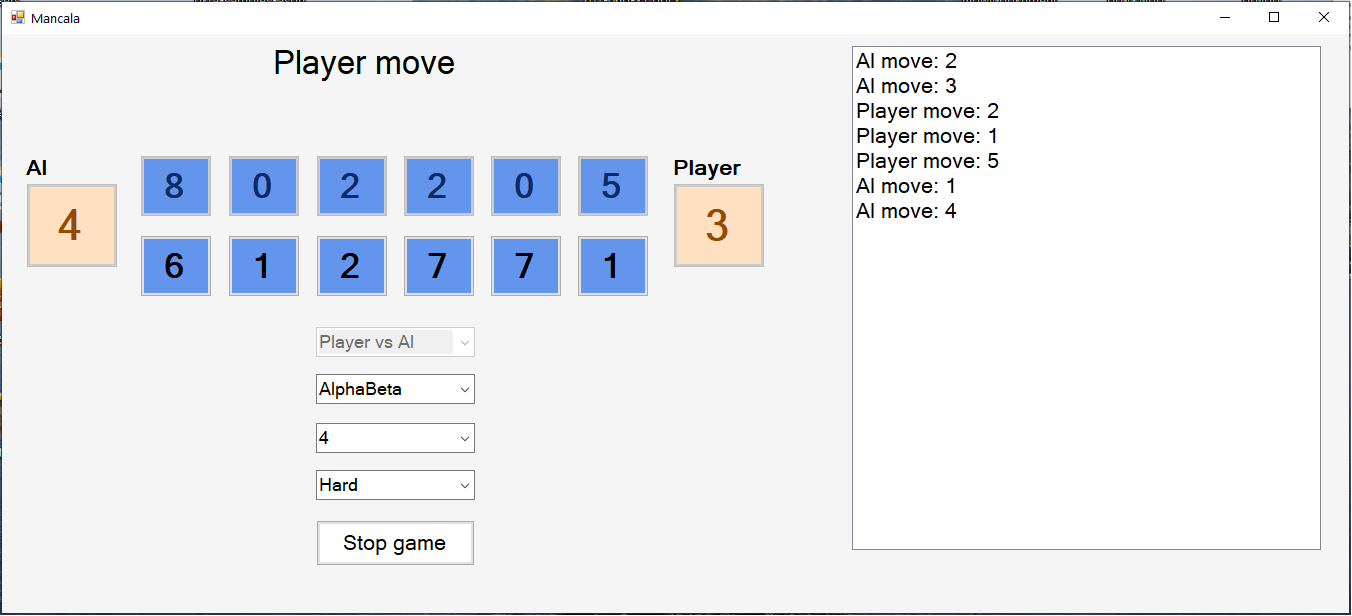 Mancala
Player move
AI
Player
8 0 2 2 0 5
4
3
6 1 2 7 7 1
Player vs AI
AlphaBeta
4
Hard
Stop game
AI move: 2
AI move: 3
Player move: 2
Player move: 1
Player move: 5
AI move: 1
AI move: 4